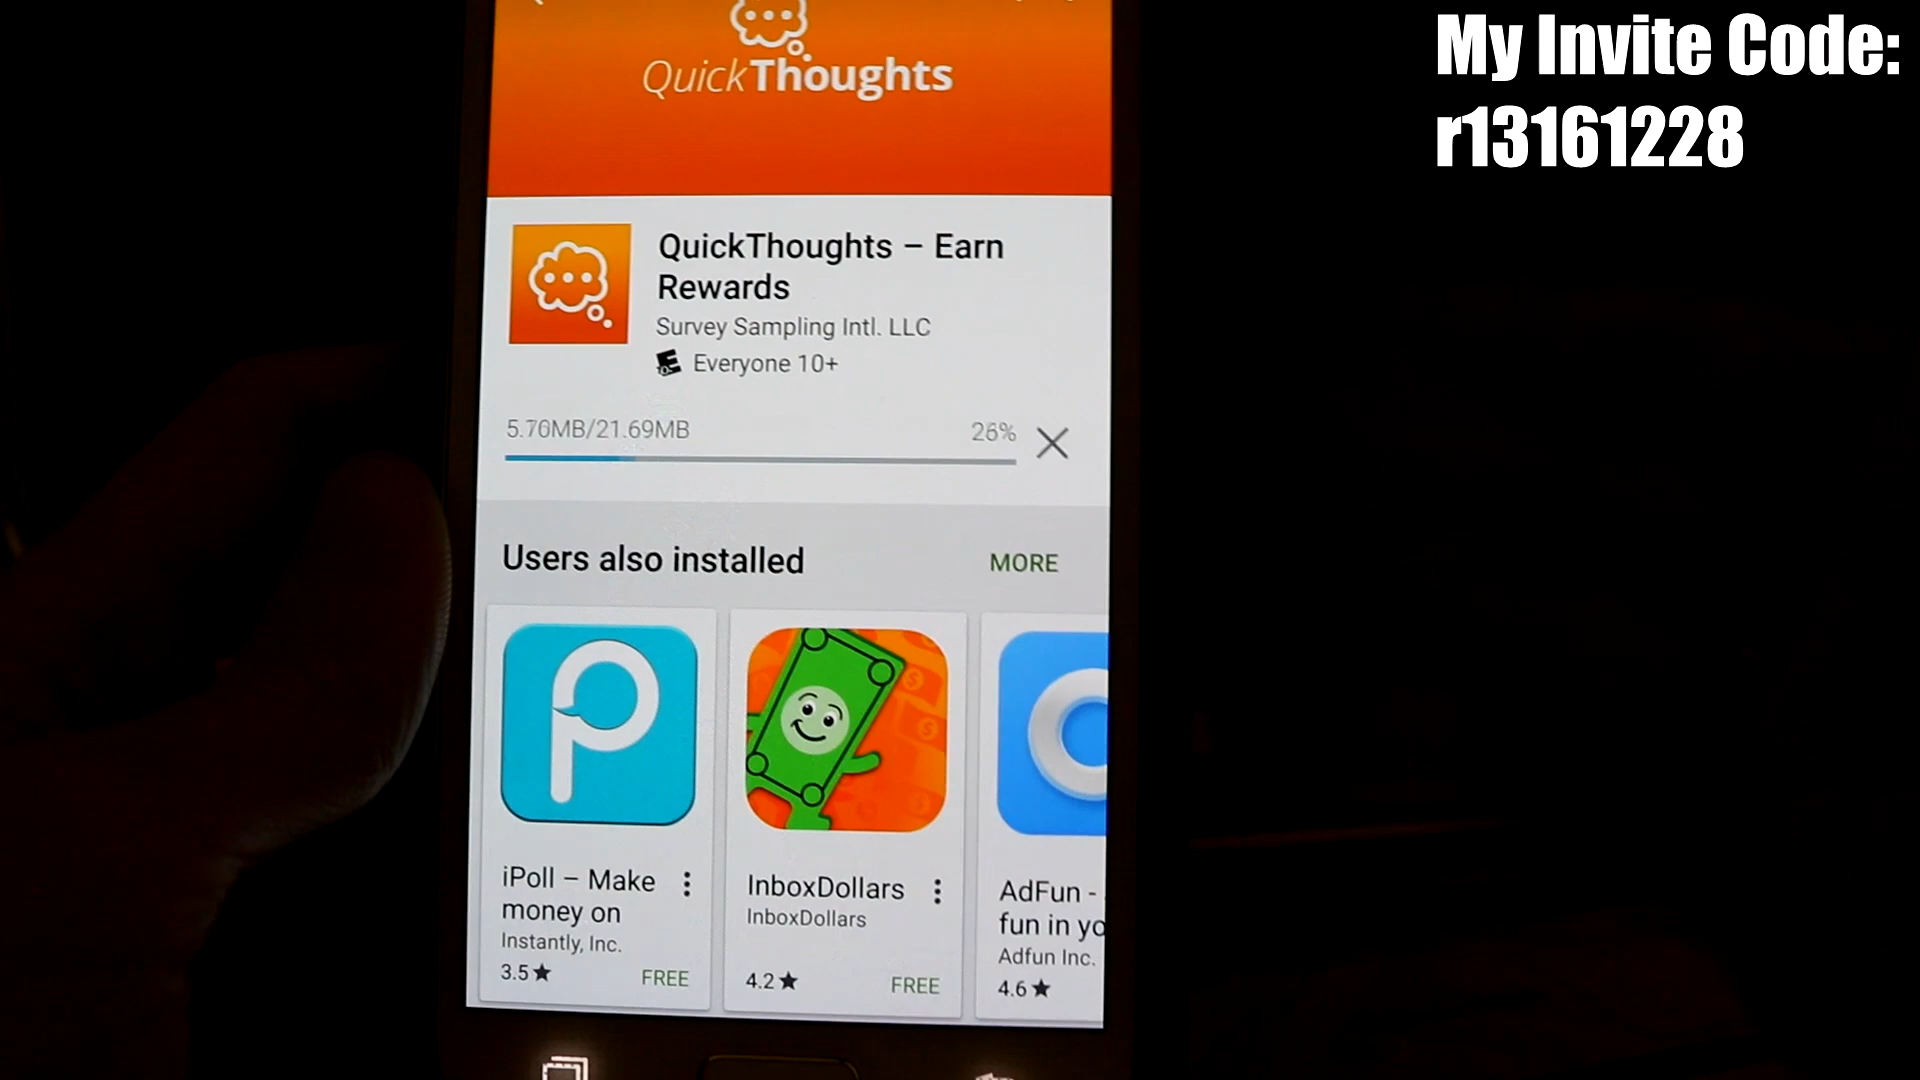 My Invite Code:
r13161228
QuickThoughts
QuickThoughts – Earn
Rewards
Survey Sampling Intl. LLC
Everyone 10+
5.76MB/21.69MB
26%
Users also installed
MORE
iPoll – Make
money on
Instantly, Inc.
3.5★
FREE
InboxDollars
InboxDollars
4.2★
FREE
AdFun -
fun in yo
Adfun Inc.
4.6★